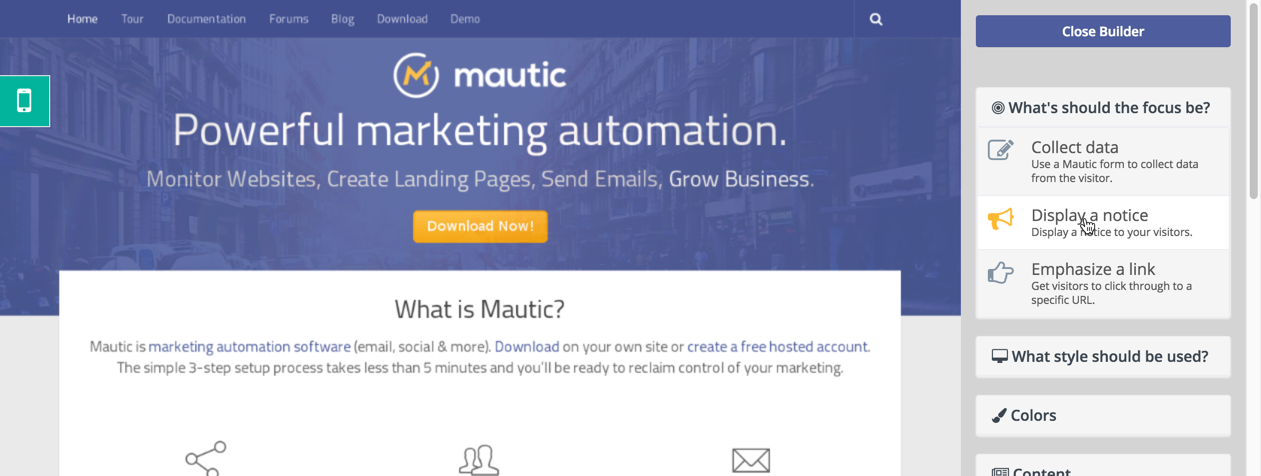 Home Tour Documentation Forums Blog Download Demo
mautic
Powerful marketing automation.
Monitor Websites, Create Landing Pages, Send Emails, Grow Business.
Download Now!
What is Mautic?
Mautic is marketing automation software (email, social & more). Download on your own site or create a free hosted account.
The simple 3-step setup process takes less than 5 minutes and you'll be ready to reclaim control of your marketing.
Close Builder
What's should the focus be?
Collect data
Use a Mautic form to collect data
from the visitor.
Display a notice
Display a notice to your visitors.
Emphasize a link
Get visitors to click through to a
specific URL.
What style should be used?
Colors
Content